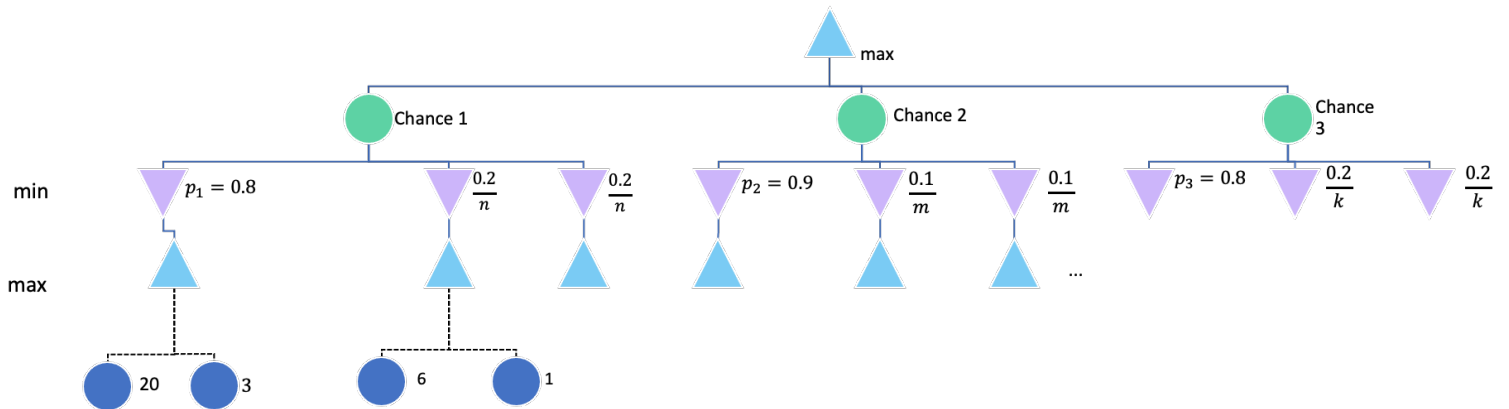 max
Chance 1
Chance 2
Chance
3
min
p₁ = 0.8
0.2
n
0.2
n
p₂ = 0.9
0.1
m
0.1
m
p₃ = 0.8
0.2
k
0.2
k
max
...
20
3
6
1